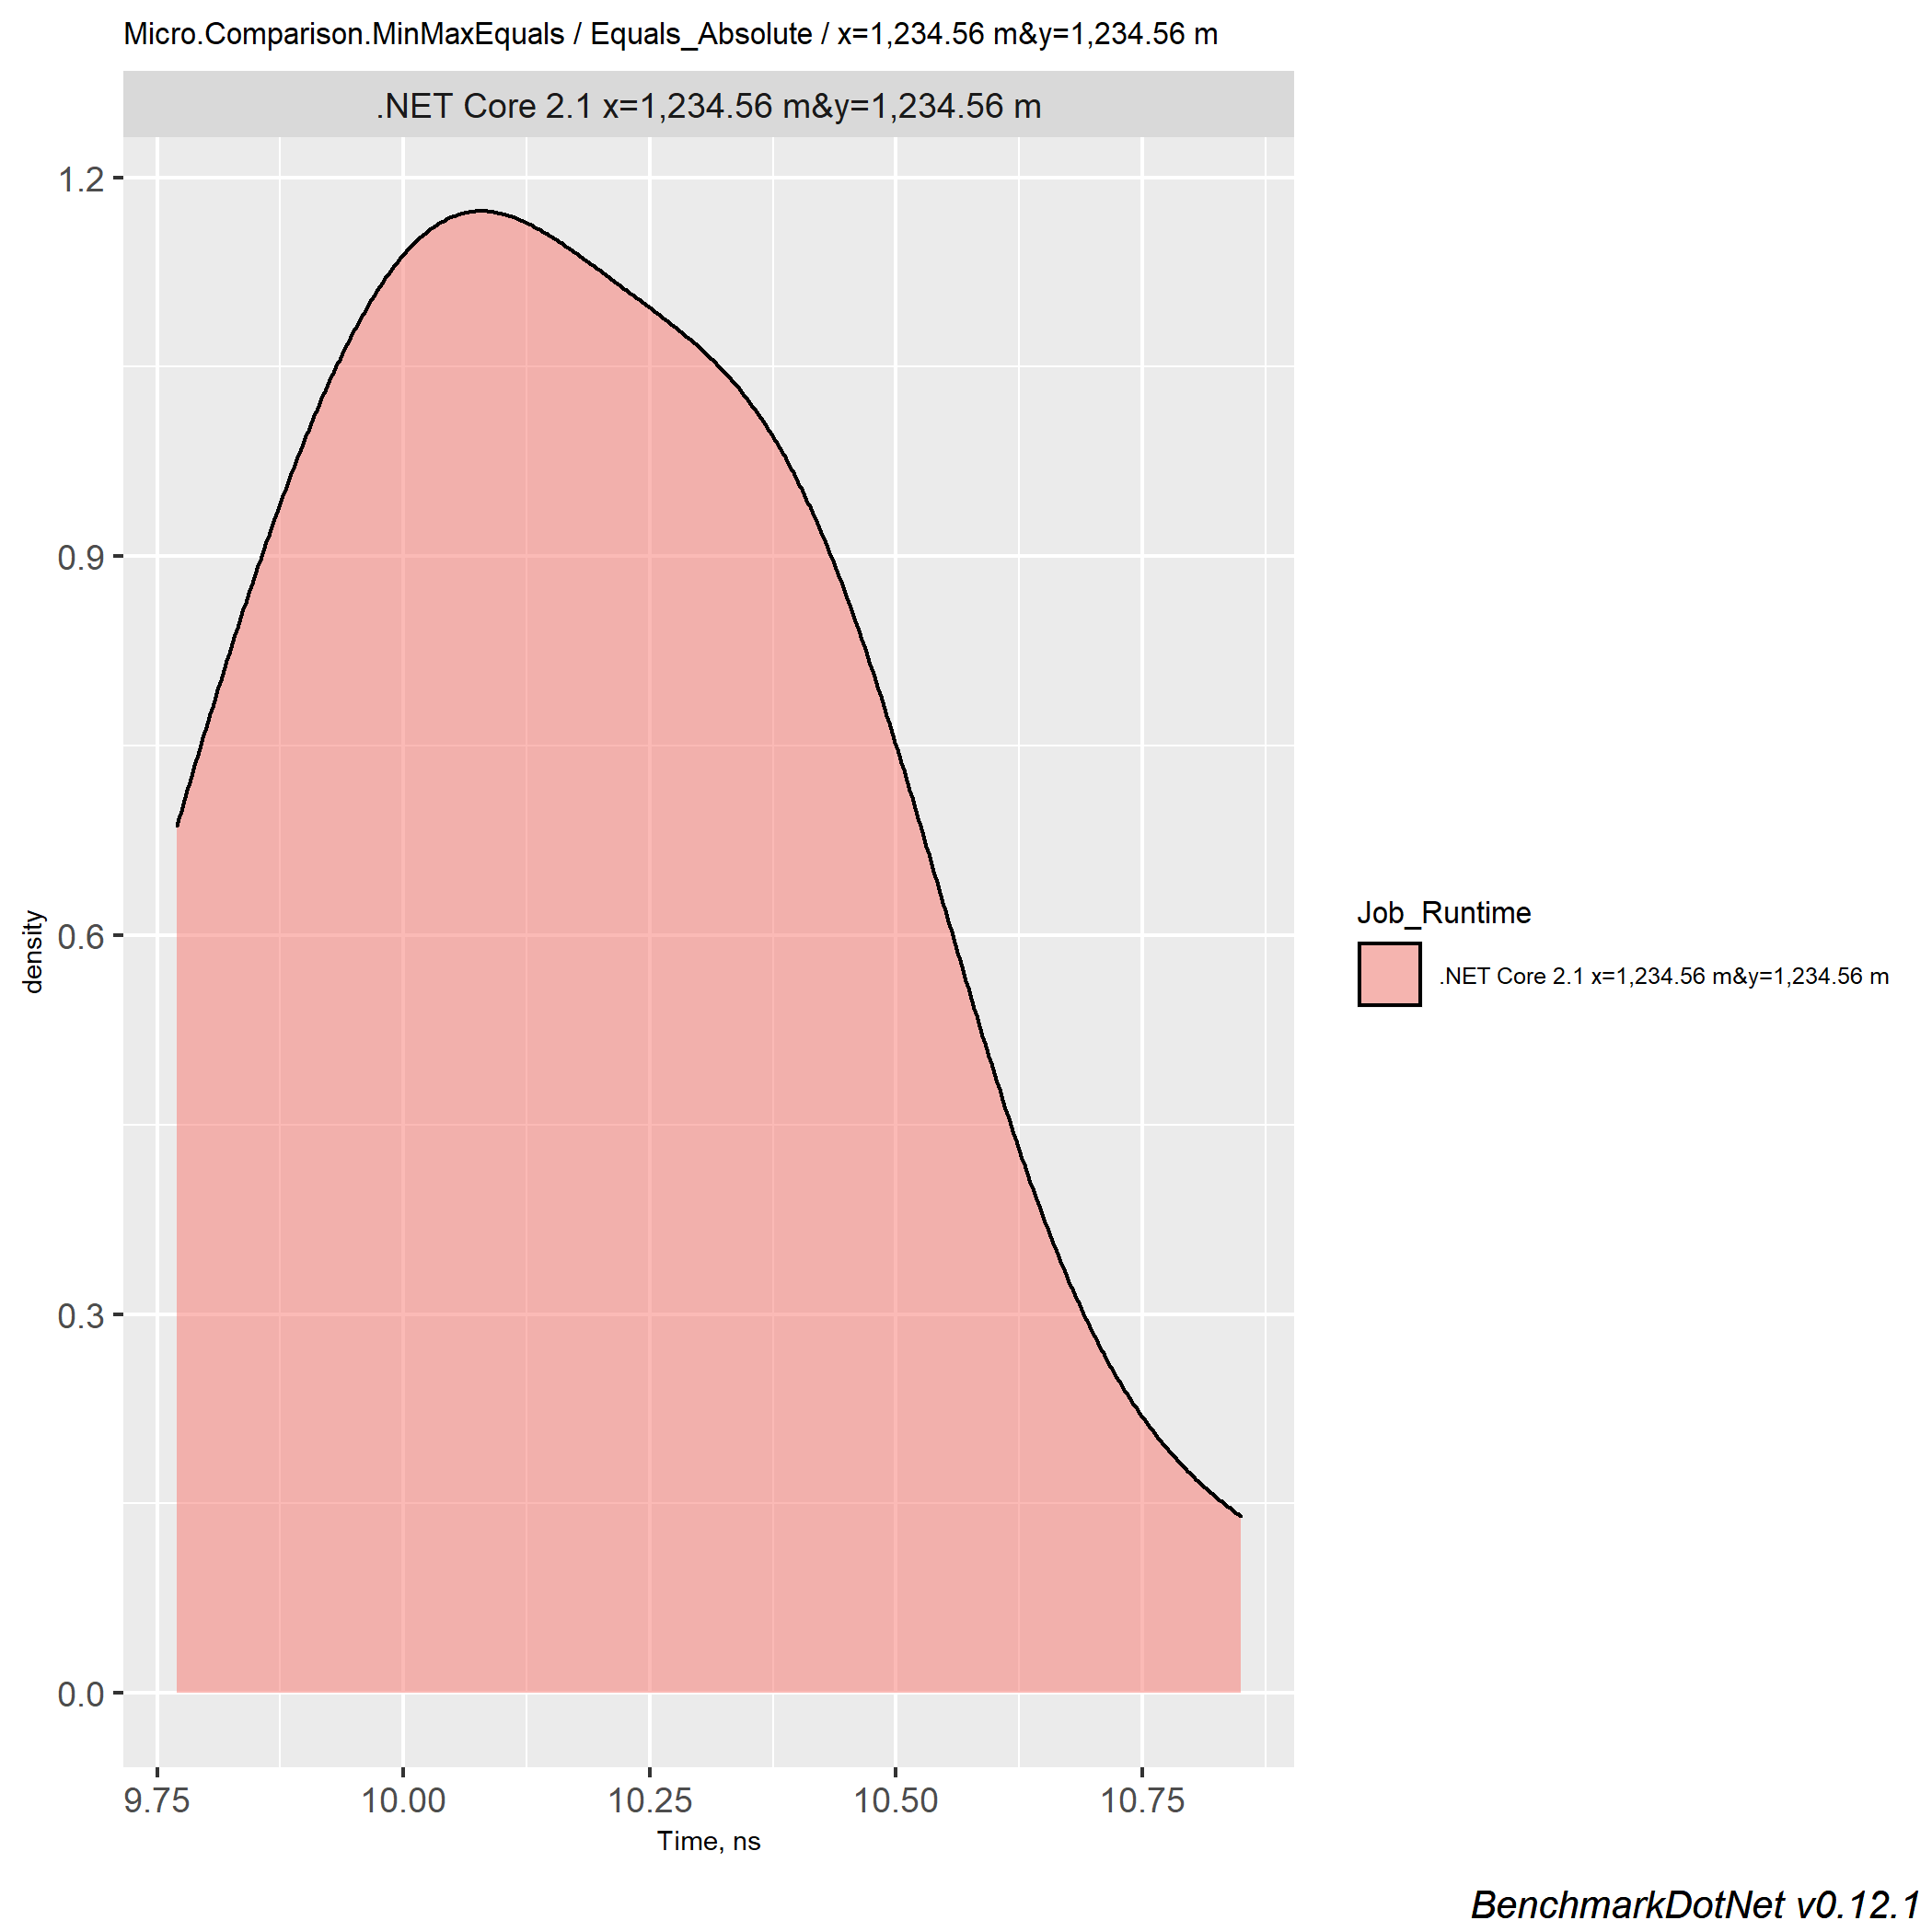 Micro.Comparison.MinMaxEquals / Equals_Absolute / x=1,234.56 m&y=1,234.56 m
.NET Core 2.1 x=1,234.56 m&y=1,234.56 m
1.2
0.9
0.6
0.3
0.0
density
9.75 10.00 10.25 10.50 10.75
Time, ns
Job_Runtime
.NET Core 2.1 x=1,234.56 m&y=1,234.56 m
BenchmarkDotNet v0.12.1